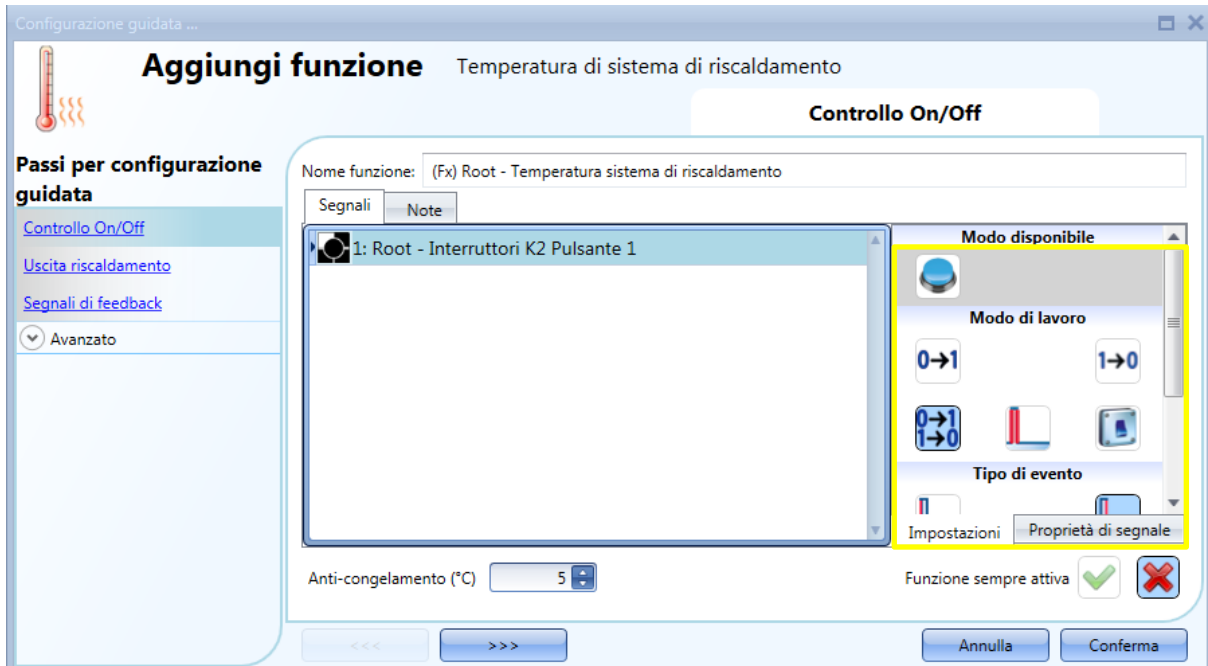 Configurazione guidata ...
Aggiungi funzione Temperatura di sistema di riscaldamento
Controllo On/Off
Passi per configurazione
guidata
Controllo On/Off
Uscita riscaldamento
Segnali di feedback
Avanzato
Nome funzione: (Fx) Root - Temperatura sistema di riscaldamento
Segnali Note
1: Root - Interruttori K2 Pulsante 1
Modo disponibile
Modo di lavoro
0→1 1→0
0→1
1→0
Tipo di evento
Impostazioni Proprietà di segnale
Anti-congelamento (°C) 5
Funzione sempre attiva
<<< >>> Annulla Conferma